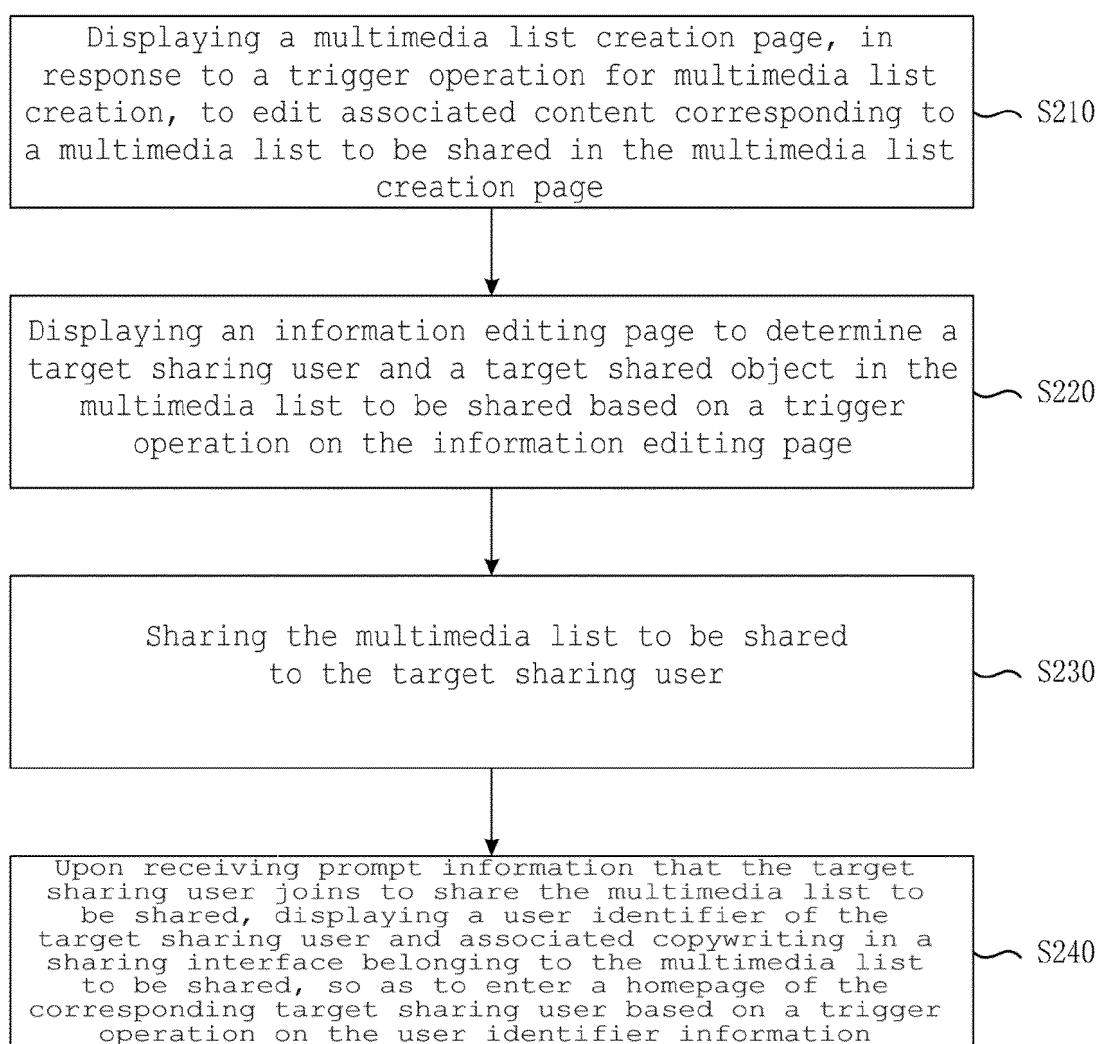 Displaying a multimedia list creation page, in
response to a trigger operation for multimedia list
creation, to edit associated content corresponding to
a multimedia list to be shared in the multimedia list
creation page
S210
Displaying an information editing page to determine a
target sharing user and a target shared object in the
multimedia list to be shared based on a trigger
operation on the information editing page
S220
Sharing the multimedia list to be shared
to the target sharing user
S230
Upon receiving prompt information that the target
sharing user joins to share the multimedia list to
be shared, displaying a user identifier of the
target sharing user and associated copywriting in a
sharing interface belonging to the multimedia list
to be shared, so as to enter a homepage of the
corresponding target sharing user based on a trigger
operation on the user identifier information
S240